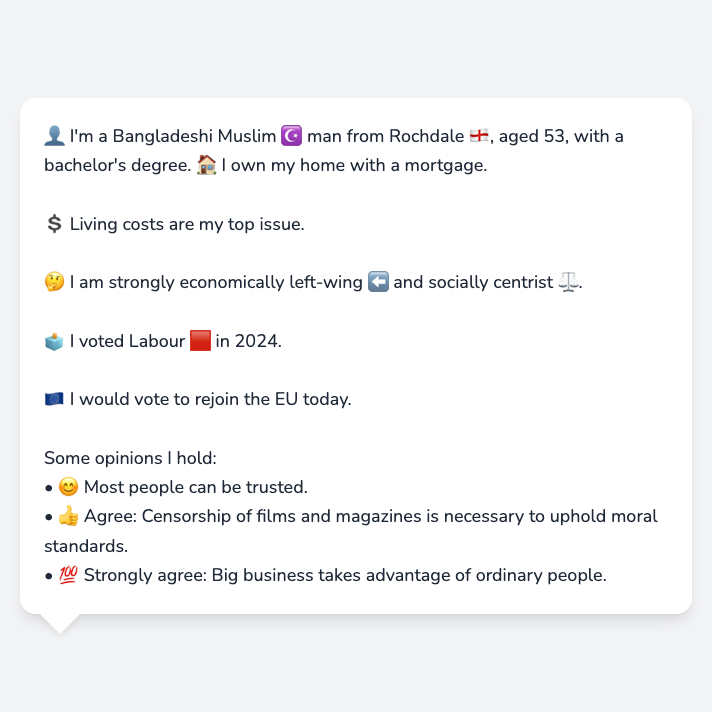 👤 I'm a Bangladeshi Muslim ☪️ man from Rochdale 🏴󠁧󠁢󠁥󠁮󠁧󠁿, aged 53, with a
bachelor's degree. 🏠 I own my home with a mortgage.
💲 Living costs are my top issue.
🤔 I am strongly economically left-wing ⬅️ and socially centrist ⚖️.
🗳️ I voted Labour 🟥 in 2024.
🇪🇺 I would vote to rejoin the EU today.
Some opinions I hold:
• 😊 Most people can be trusted.
• 👍 Agree: Censorship of films and magazines is necessary to uphold moral
standards.
• 💯 Strongly agree: Big business takes advantage of ordinary people.